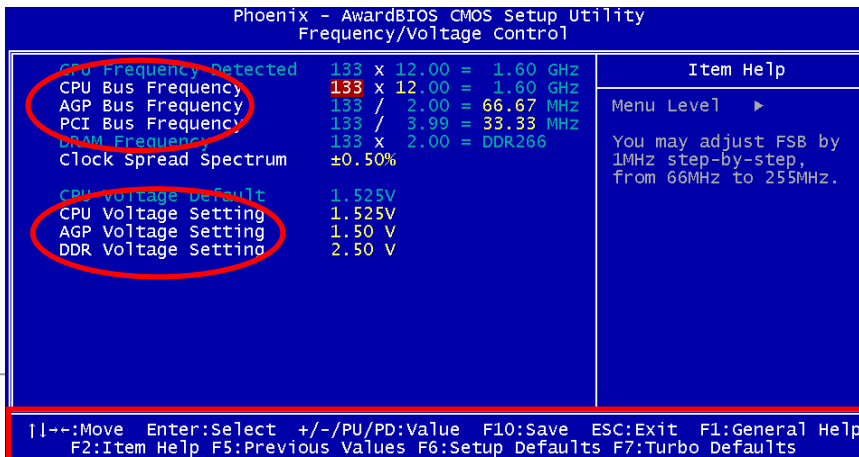 Phoenix - AwardBIOS CMOS Setup Utility
Frequency/Voltage Control
CPU Frequency Detected 133 x 12.00 = 1.60 GHz
CPU Bus Frequency 133 x 12.00 = 1.60 GHz
AGP Bus Frequency 133 / 2.00 = 66.67 MHz
PCI Bus Frequency 133 / 3.99 = 33.33 MHz
DRAM Frequency 133 x 2.00 = DDR266
Clock Spread Spectrum ±0.50%
CPU Voltage Default 1.525V
CPU Voltage Setting 1.525V
AGP Voltage Setting 1.50 V
DDR Voltage Setting 2.50 V
Item Help
Menu Level ▶
You may adjust FSB by
1MHz step-by-step,
from 66MHz to 255MHz.
↑↓→←:Move Enter:Select +/-/PU/PD:Value F10:Save ESC:Exit F1:General Help
F2:Item Help F5:Previous Values F6:Setup Defaults F7:Turbo Defaults